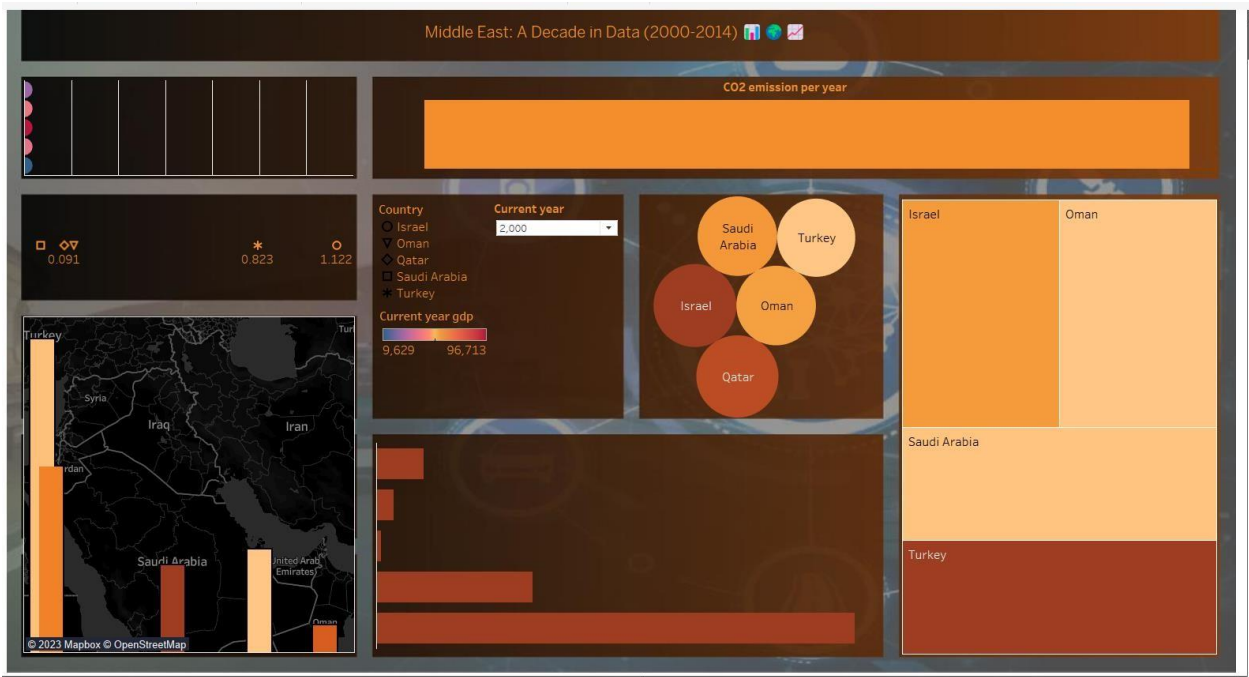 Middle East: A Decade in Data (2000-2014) 📊 🌍 📈
CO2 emission per year
0.091
0.823
1.122
Country
Israel
Oman
Qatar
Saudi Arabia
Turkey
Current year
2,000
Current year gdp
9,629 96,713
Saudi
Arabia
Turkey
Israel
Oman
Qatar
Israel
Oman
Saudi Arabia
Turkey
Turkey
Syria
Iraq
Iran
rdan
Saudi Arabia
United Arab
Emirates
Oman
© 2023 Mapbox © OpenStreetMap